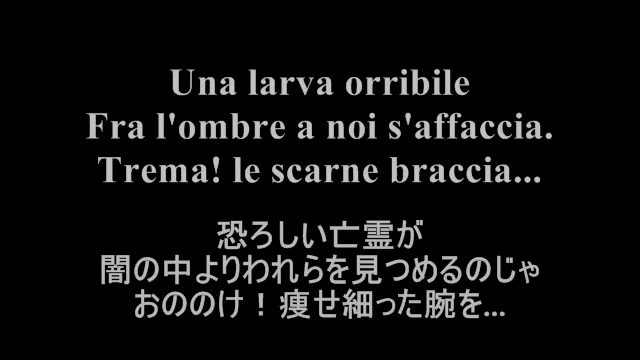 Una larva orribile
Fra l'ombre a noi s'affaccia.
Trema! le scarne braccia...
恐ろしい亡霊が
闇の中よりわれらを見つめるのじゃ
おののけ！痩せ細った腕を...